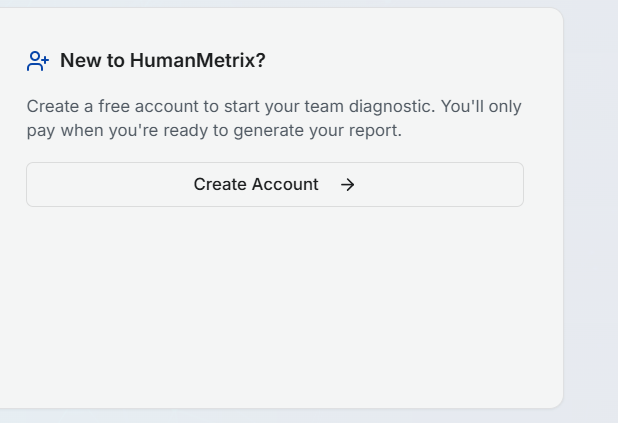 New to HumanMetrix?
Create a free account to start your team diagnostic. You'll only
pay when you're ready to generate your report.
Create Account